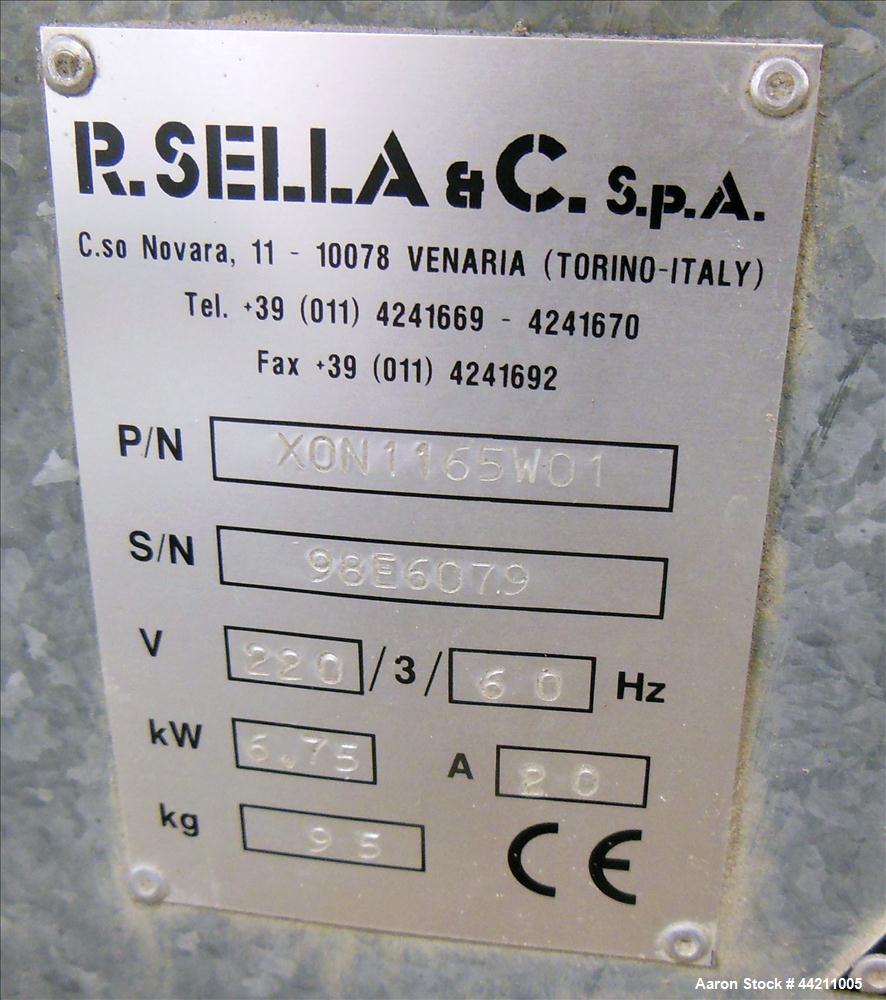 R. SELLA & C. S.p.A.
C.so Novara, 11 - 10078 VENARIA (TORINO-ITALY)
Tel. +39 (011) 4241669 - 4241670
Fax +39 (011) 4241692
P/N XON1165W01
S/N 98E6079
V 220 /3/ 60 Hz
kW 6,75 A 20
kg 95 CE
Aaron Stock # 44211005